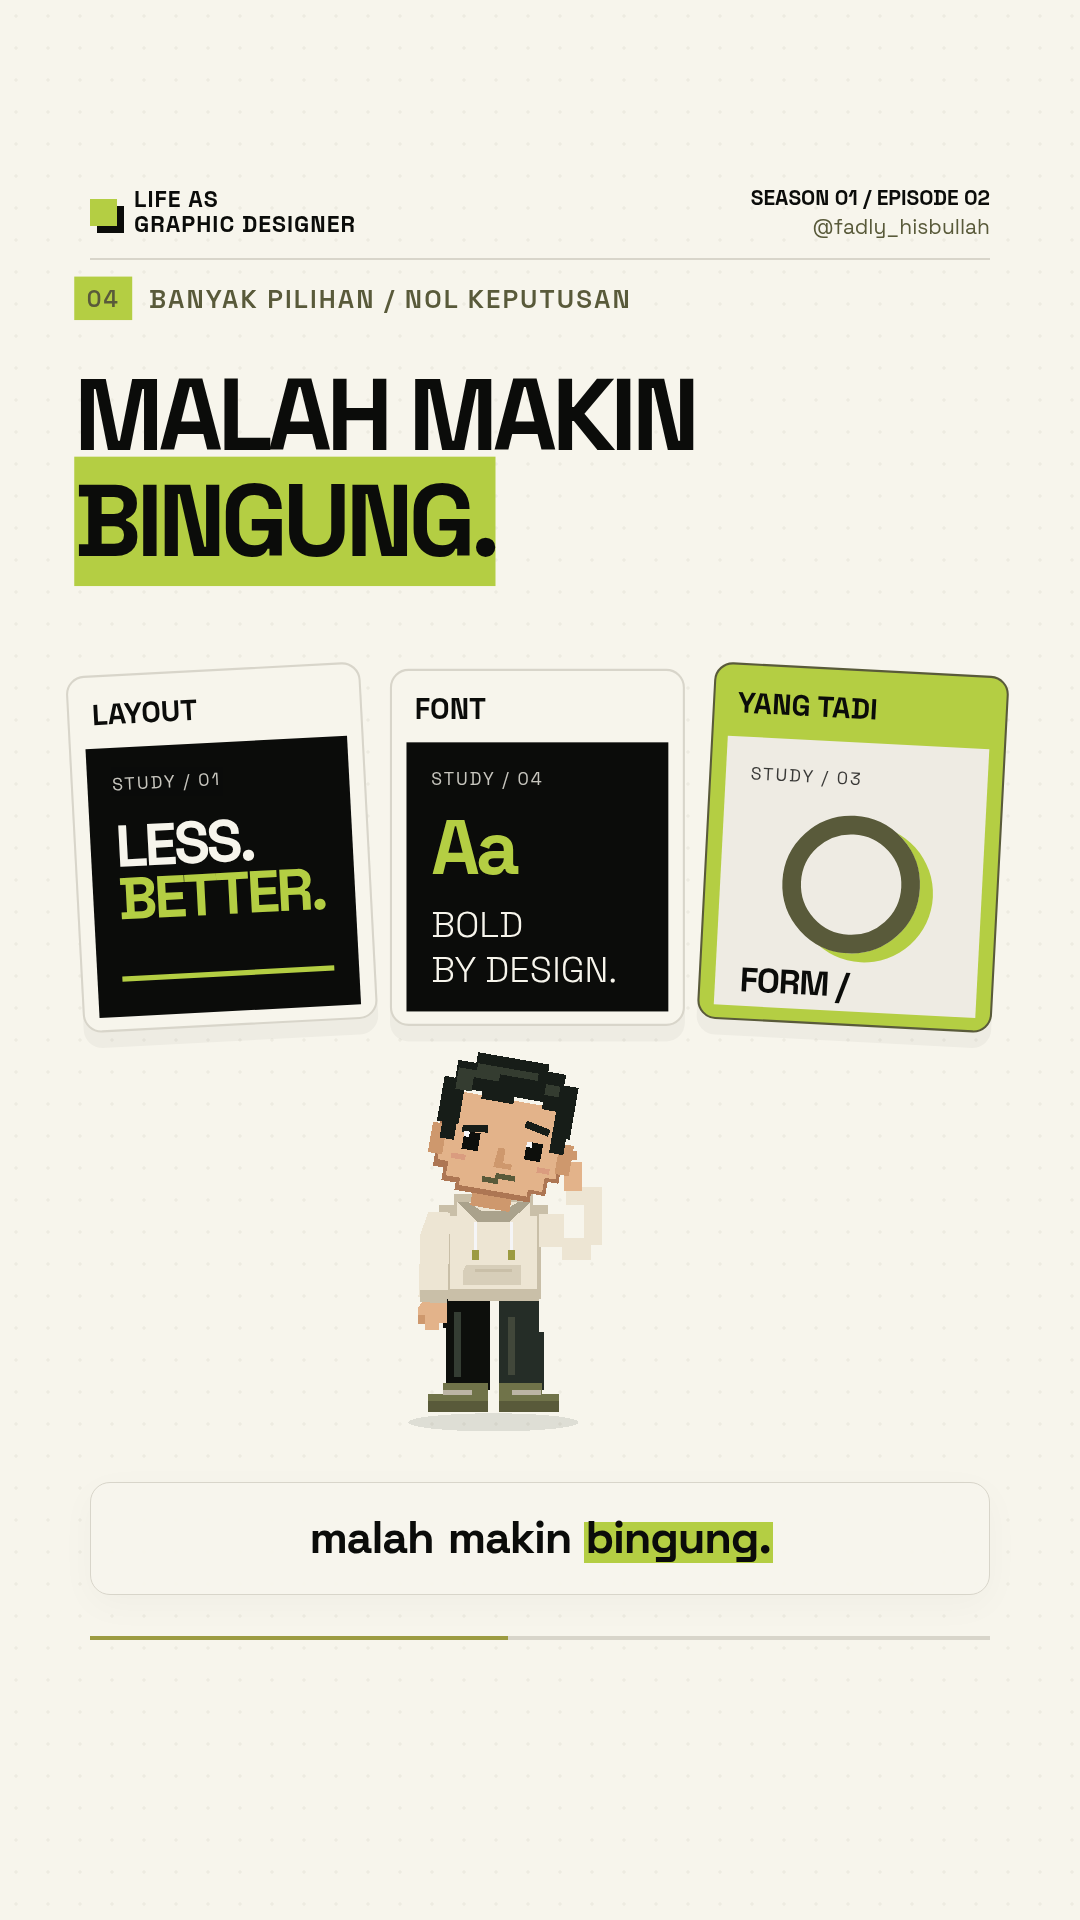 LIFE AS
GRAPHIC DESIGNER
SEASON 01 / EPISODE 02
@fadly_hisbullah
04
BANYAK PILIHAN / NOL KEPUTUSAN
MALAH MAKIN
BINGUNG.
LAYOUT
STUDY / 01
LESS.
BETTER.
FONT
STUDY / 04
Aa
BOLD
BY DESIGN.
YANG TADI
STUDY / 03
FORM /
malah makin bingung.